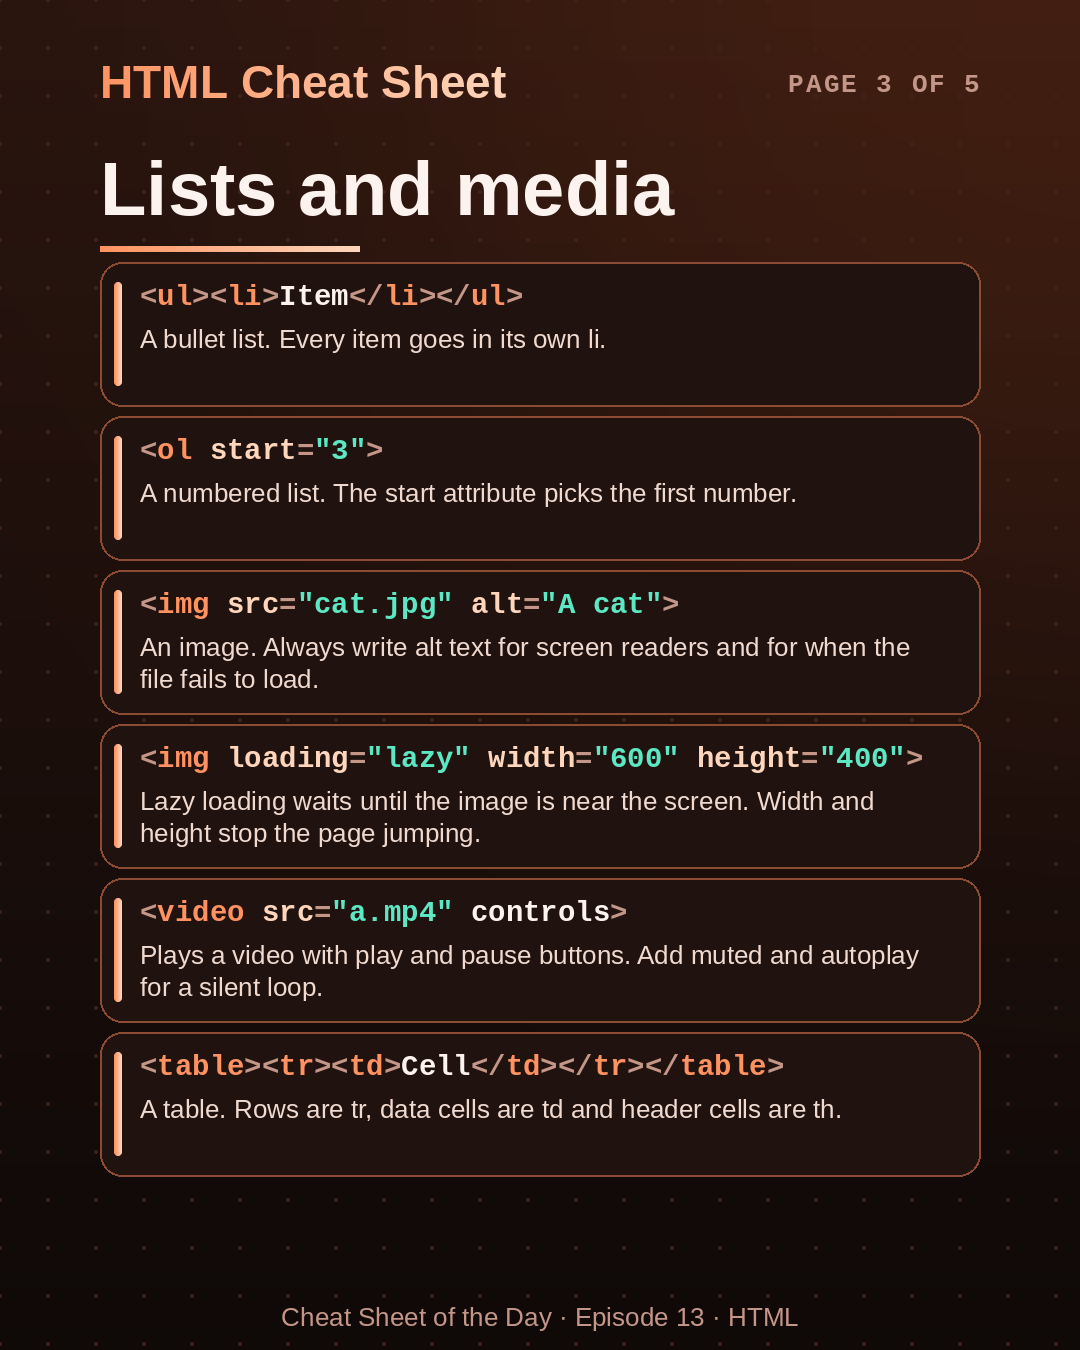 HTML Cheat Sheet
PAGE 3 OF 5
Lists and media
<ul><li>Item</li></ul>
A bullet list. Every item goes in its own li.
<ol start="3">
A numbered list. The start attribute picks the first number.
<img src="cat.jpg" alt="A cat">
An image. Always write alt text for screen readers and for when the
file fails to load.
<img loading="lazy" width="600" height="400">
Lazy loading waits until the image is near the screen. Width and
height stop the page jumping.
<video src="a.mp4" controls>
Plays a video with play and pause buttons. Add muted and autoplay
for a silent loop.
<table><tr><td>Cell</td></tr></table>
A table. Rows are tr, data cells are td and header cells are th.
Cheat Sheet of the Day · Episode 13 · HTML